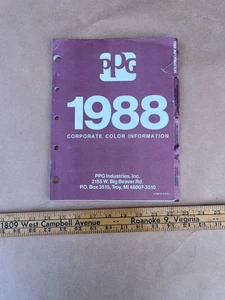 PPG
1988
CORPORATE COLOR INFORMATION
PPG Industries, Inc.
2155 W. Big Beaver Rd.
P.O. Box 3510, Troy, MI 48007-3510
1809 West Campbell Avenue Roanoke 9, Virginia